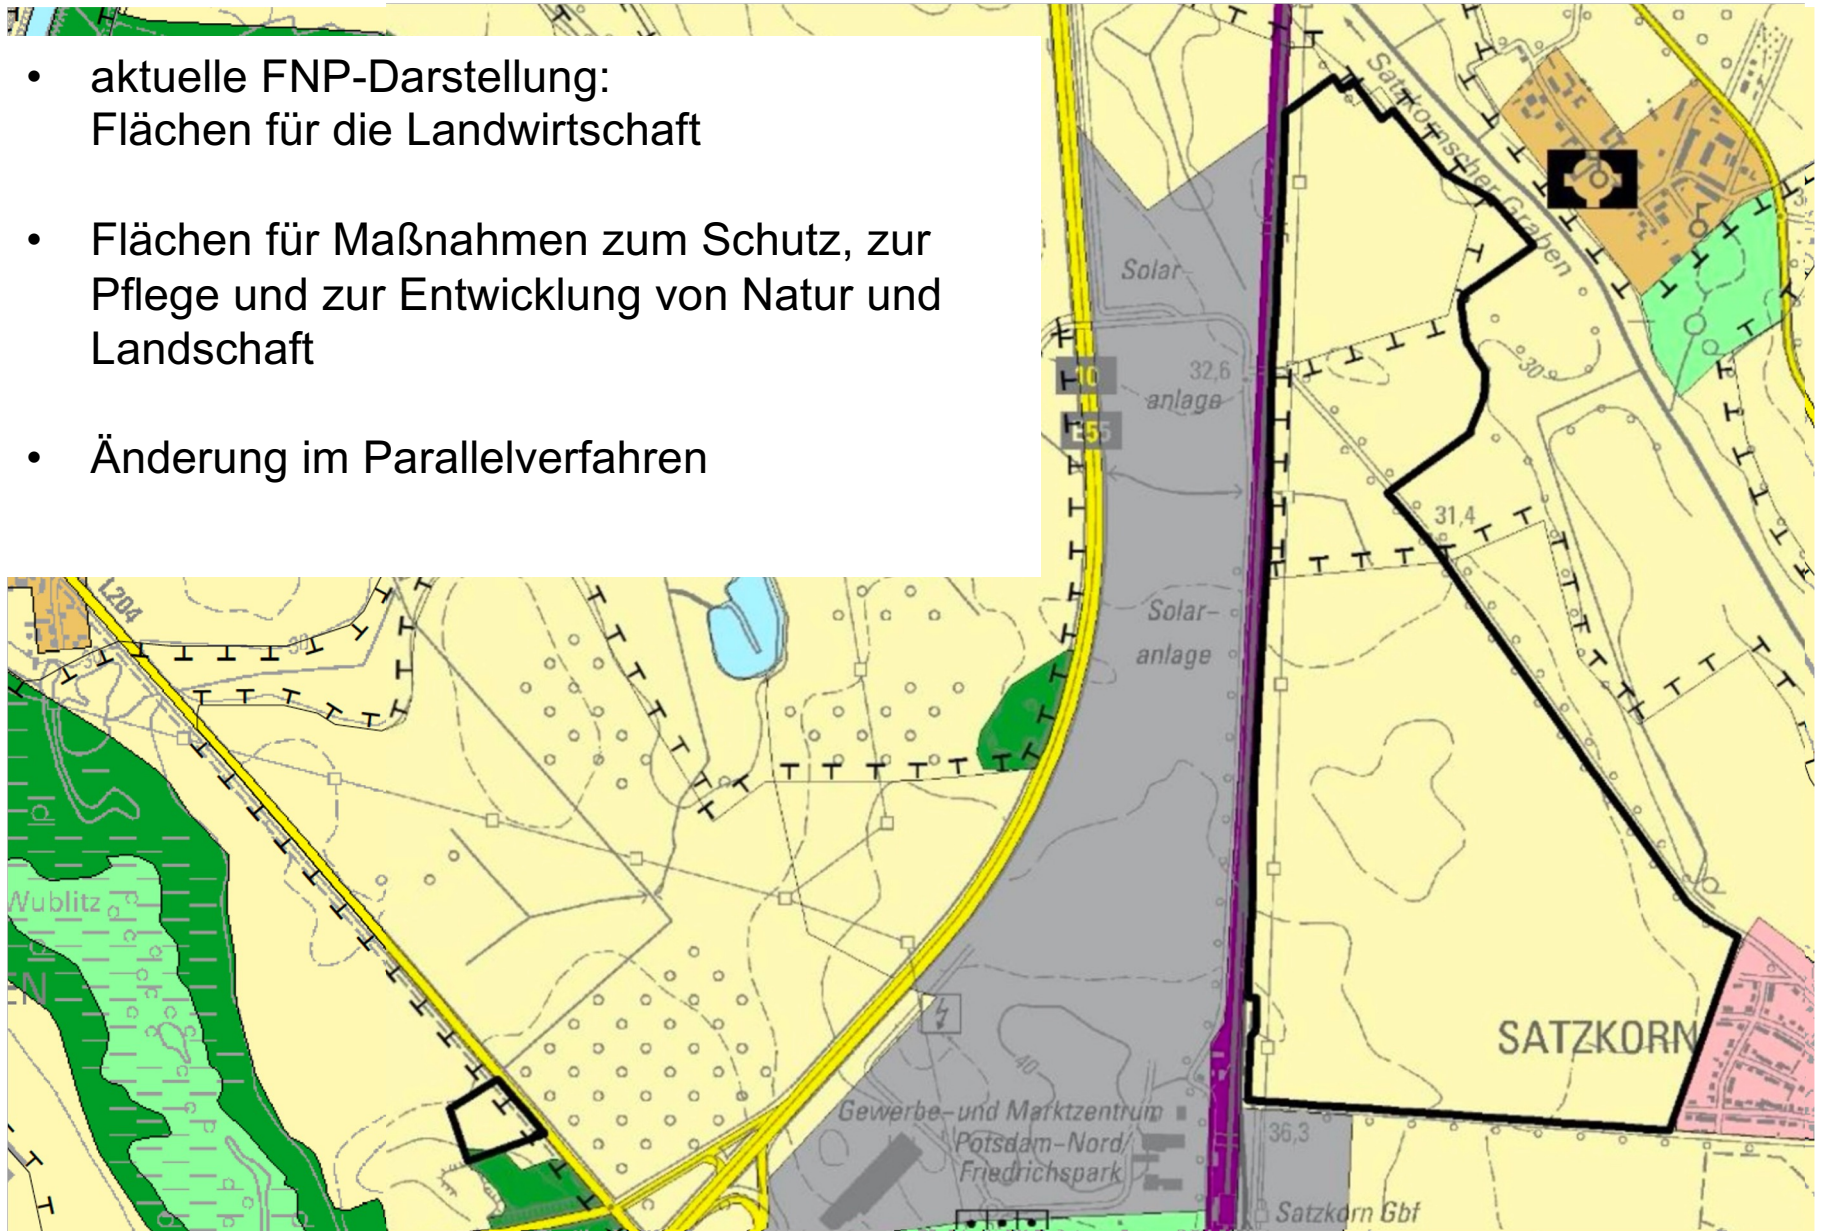 • aktuelle FNP-Darstellung:
Flächen für die Landwirtschaft
• Flächen für Maßnahmen zum Schutz, zur
Pflege und zur Entwicklung von Natur und
Landschaft
• Änderung im Parallelverfahren
Satzkornscher Graben
Solar-
32,6
anlage
10
E55
30
31,4
L204
30
Solar-
anlage
Wublitz
EN
SATZKORN
40
Gewerbe- und Marktzentrum
Potsdam-Nord/
Friedrichspark
36,3
Satzkorn Gbf